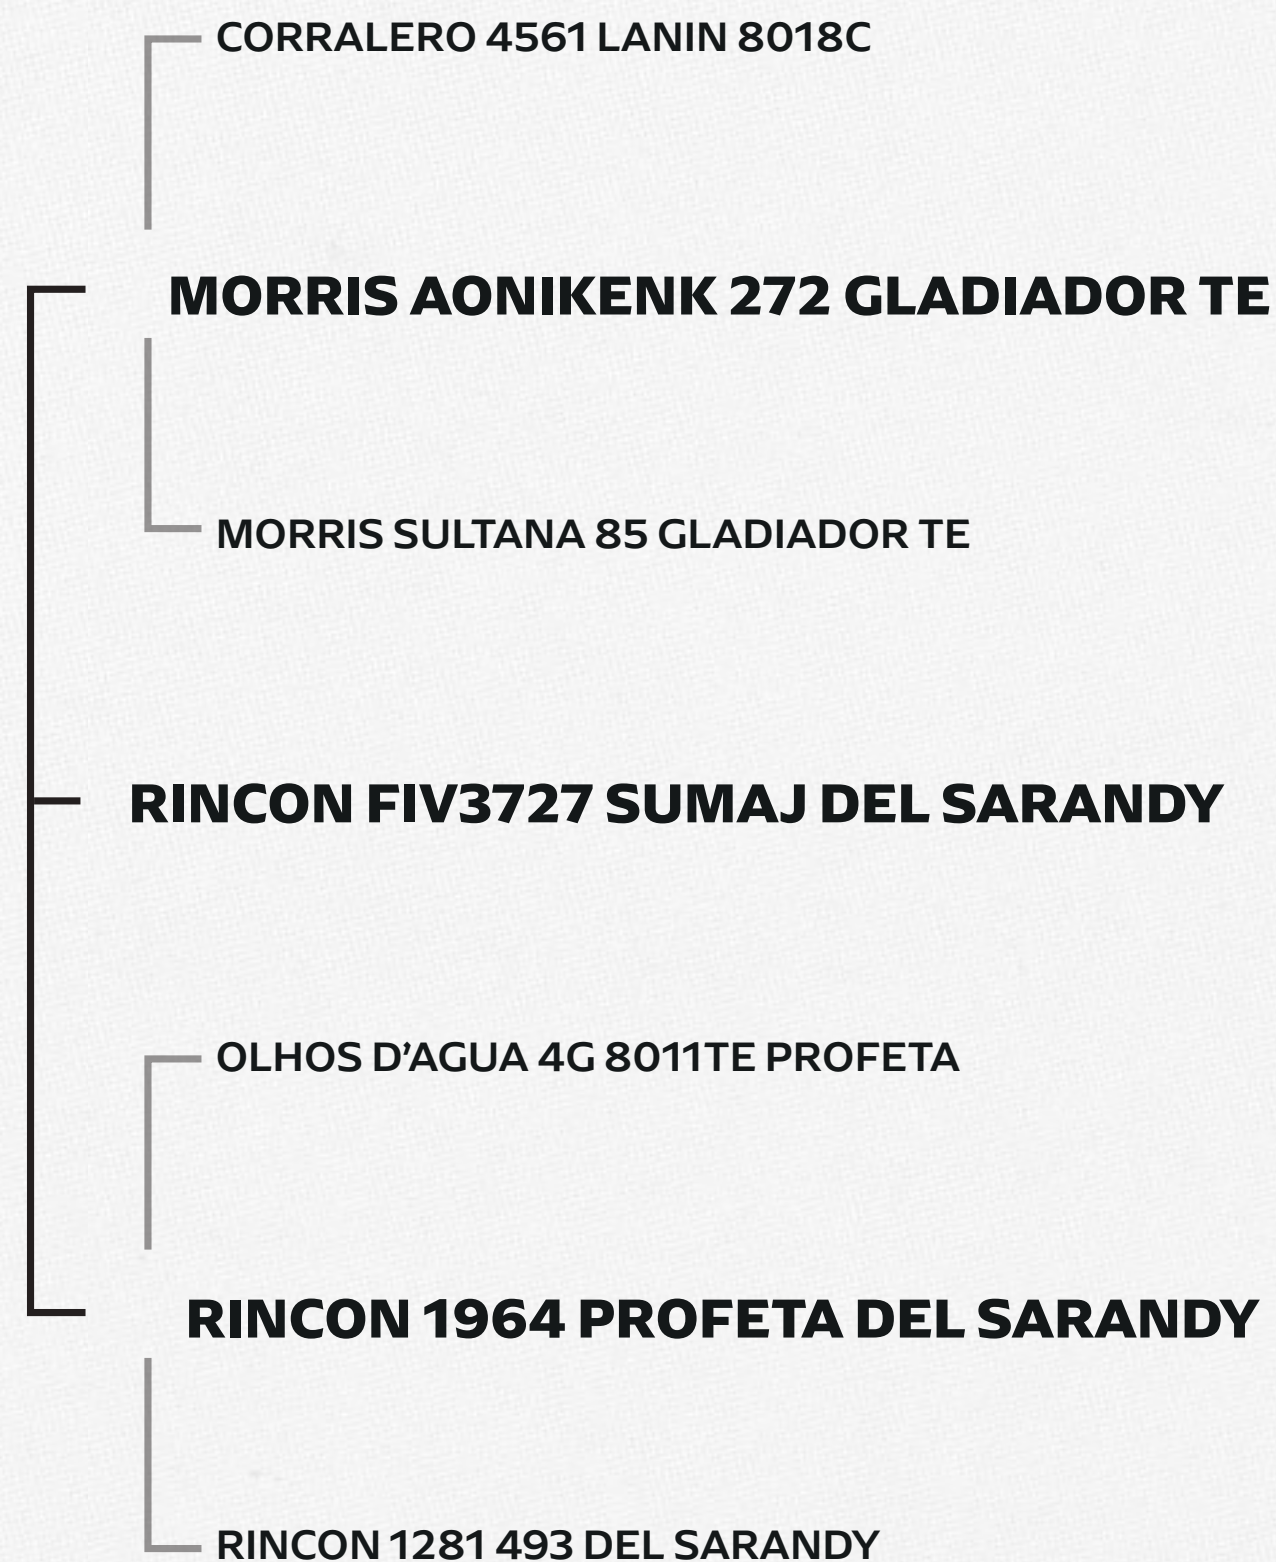 CORRALERO 4561 LANIN 8018C
MORRIS AONIKENK 272 GLADIADOR TE
MORRIS SULTANA 85 GLADIADOR TE
RINCON FIV3727 SUMAJ DEL SARANDY
OLHOS D’AGUA 4G 8011TE PROFETA
RINCON 1964 PROFETA DEL SARANDY
RINCON 1281 493 DEL SARANDY